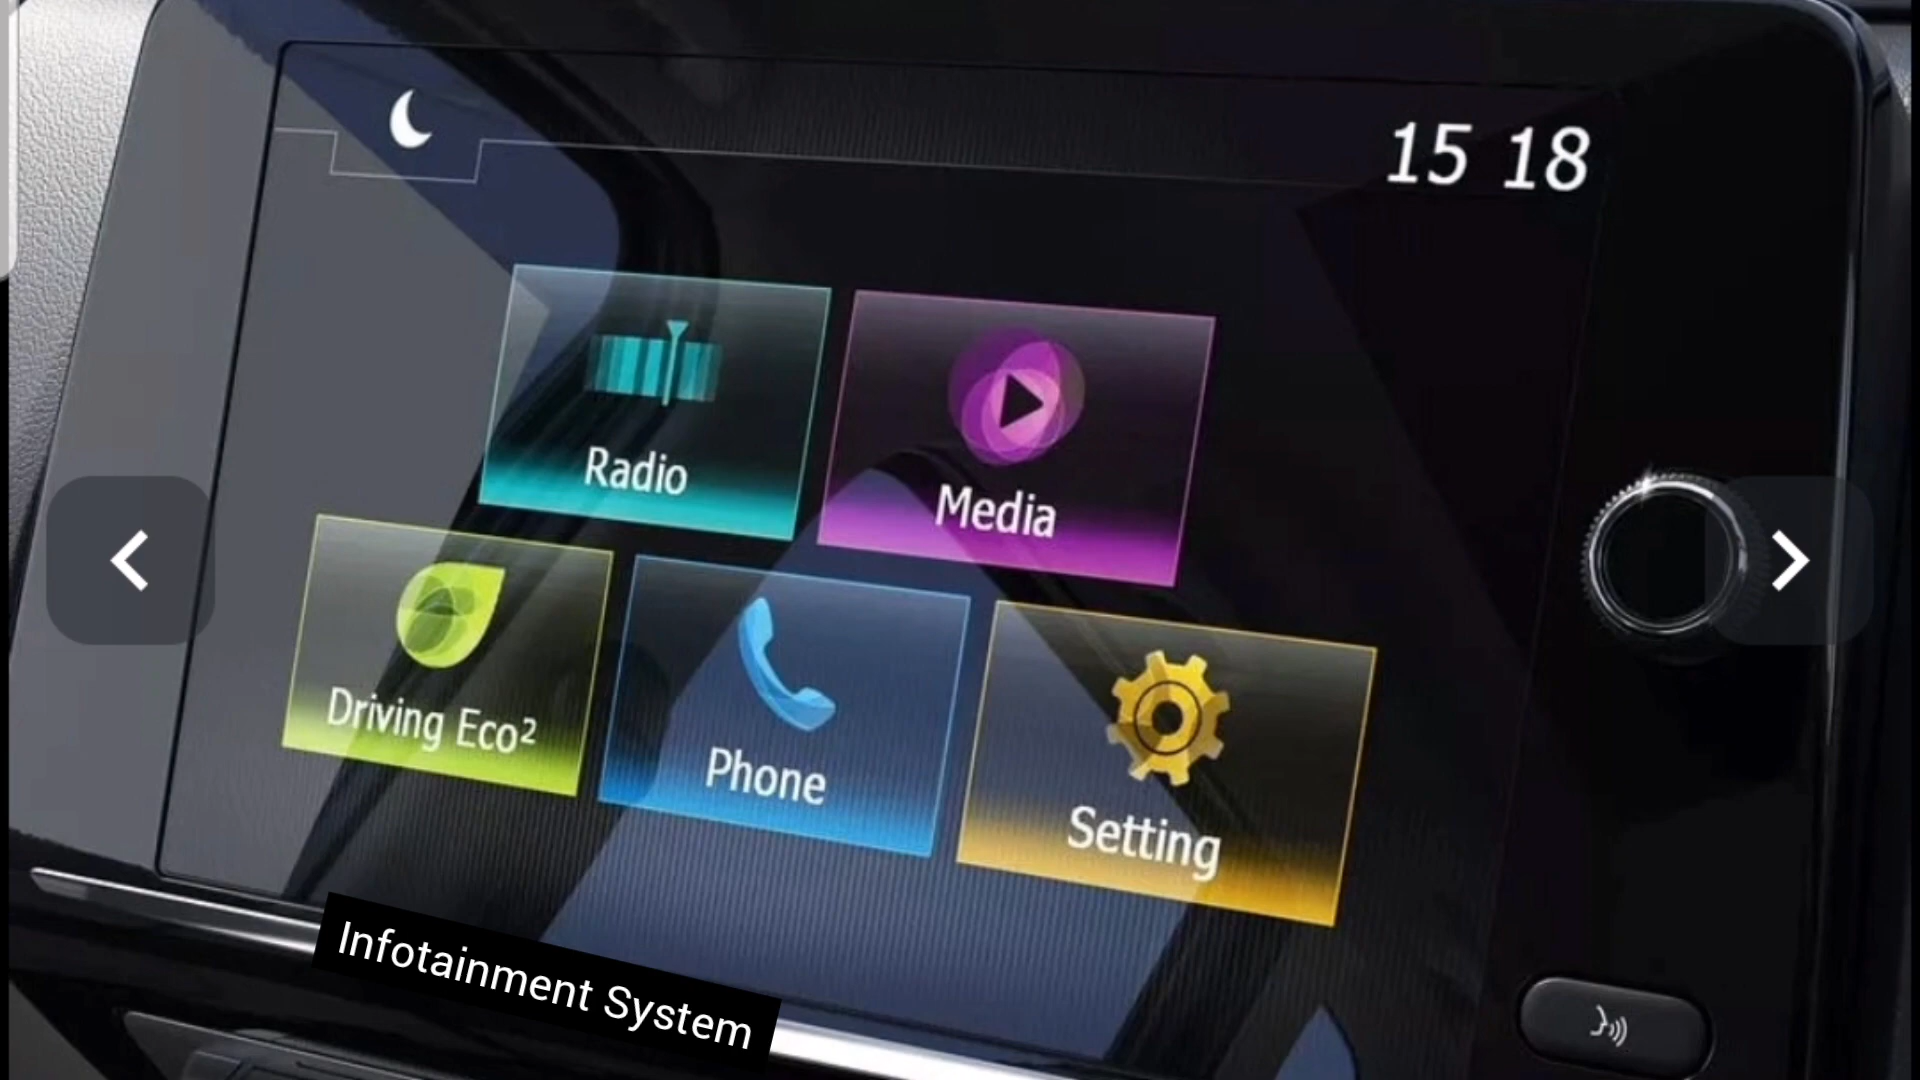 15 18
Radio
Media
Driving Eco²
Phone
Setting
Infotainment System